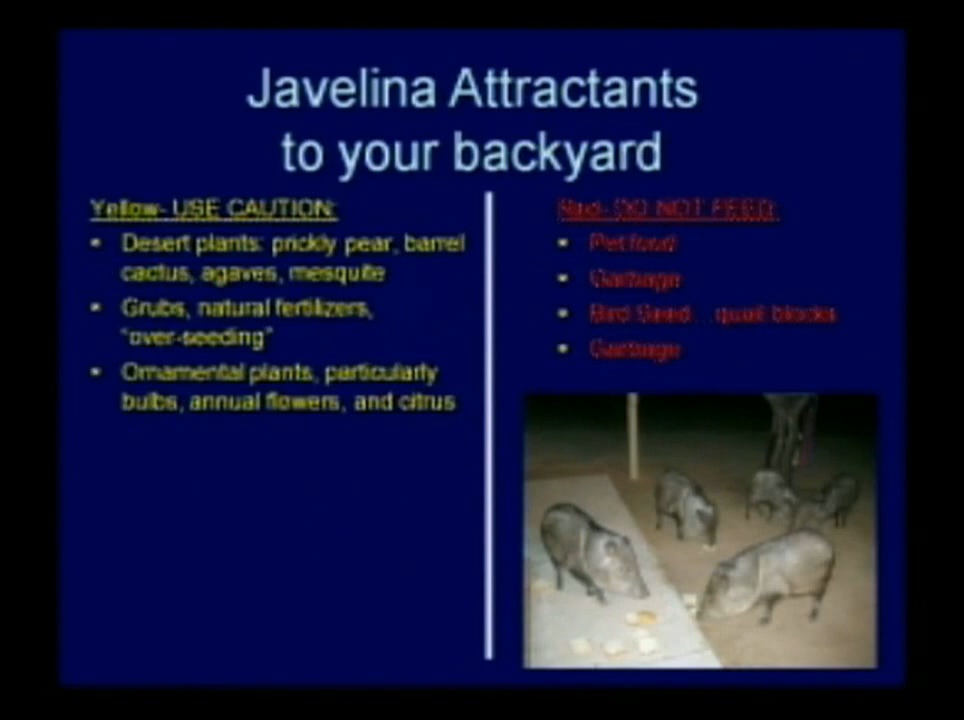 Javelina Attractants
to your backyard
Yellow- USE CAUTION:
• Desert plants: prickly pear, barrel
cactus, agaves, mesquite
• Grubs, natural fertilizers,
"over-seeding"
• Ornamental plants, particularly
bulbs, annual flowers, and citrus
Red- DO NOT FEED:
• Pet food
• Garbage
• Bird Seed…quail blocks
• Garbage